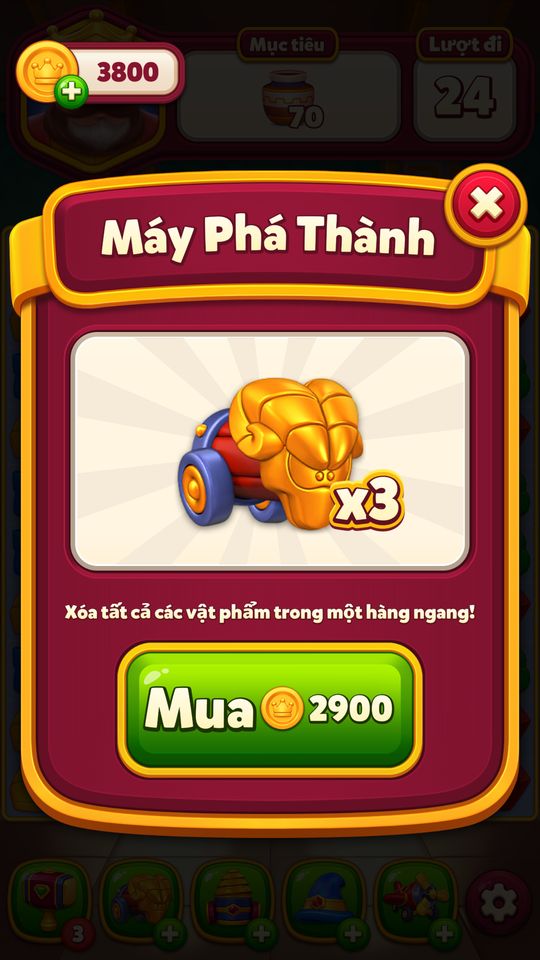 Mục tiêu
Lượt đi
3800
70
24
Máy Phá Thành
x3
Xóa tất cả các vật phẩm trong một hàng ngang!
Mua 2900
3